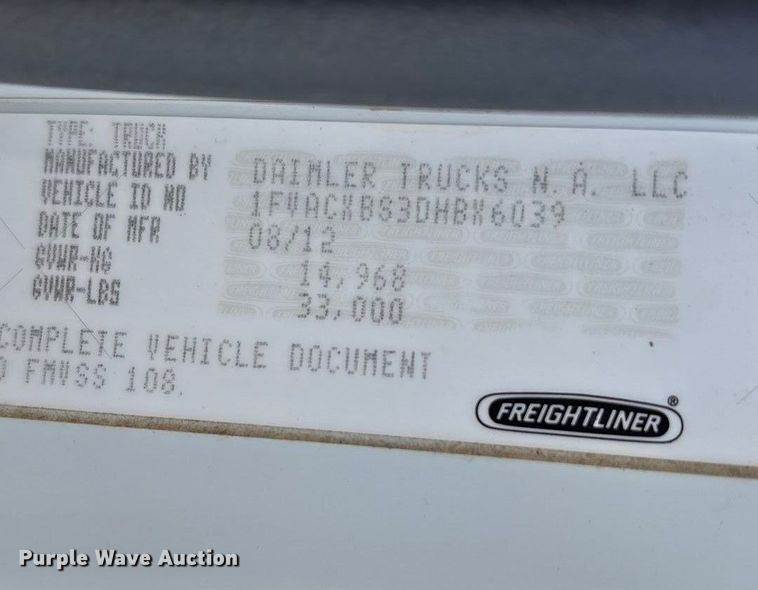 TYPE: TRUCK
MANUFACTURED BY DAIMLER TRUCKS N.A. LLC
VEHICLE ID NO 1FVACXBS3DHBX6039
DATE OF MFR 08/12
GVWR-KG 14,968
GVWR-LBS 33,000
COMPLETE VEHICLE DOCUMENT
FMVSS 108.
FREIGHTLINER®
Purple Wave Auction